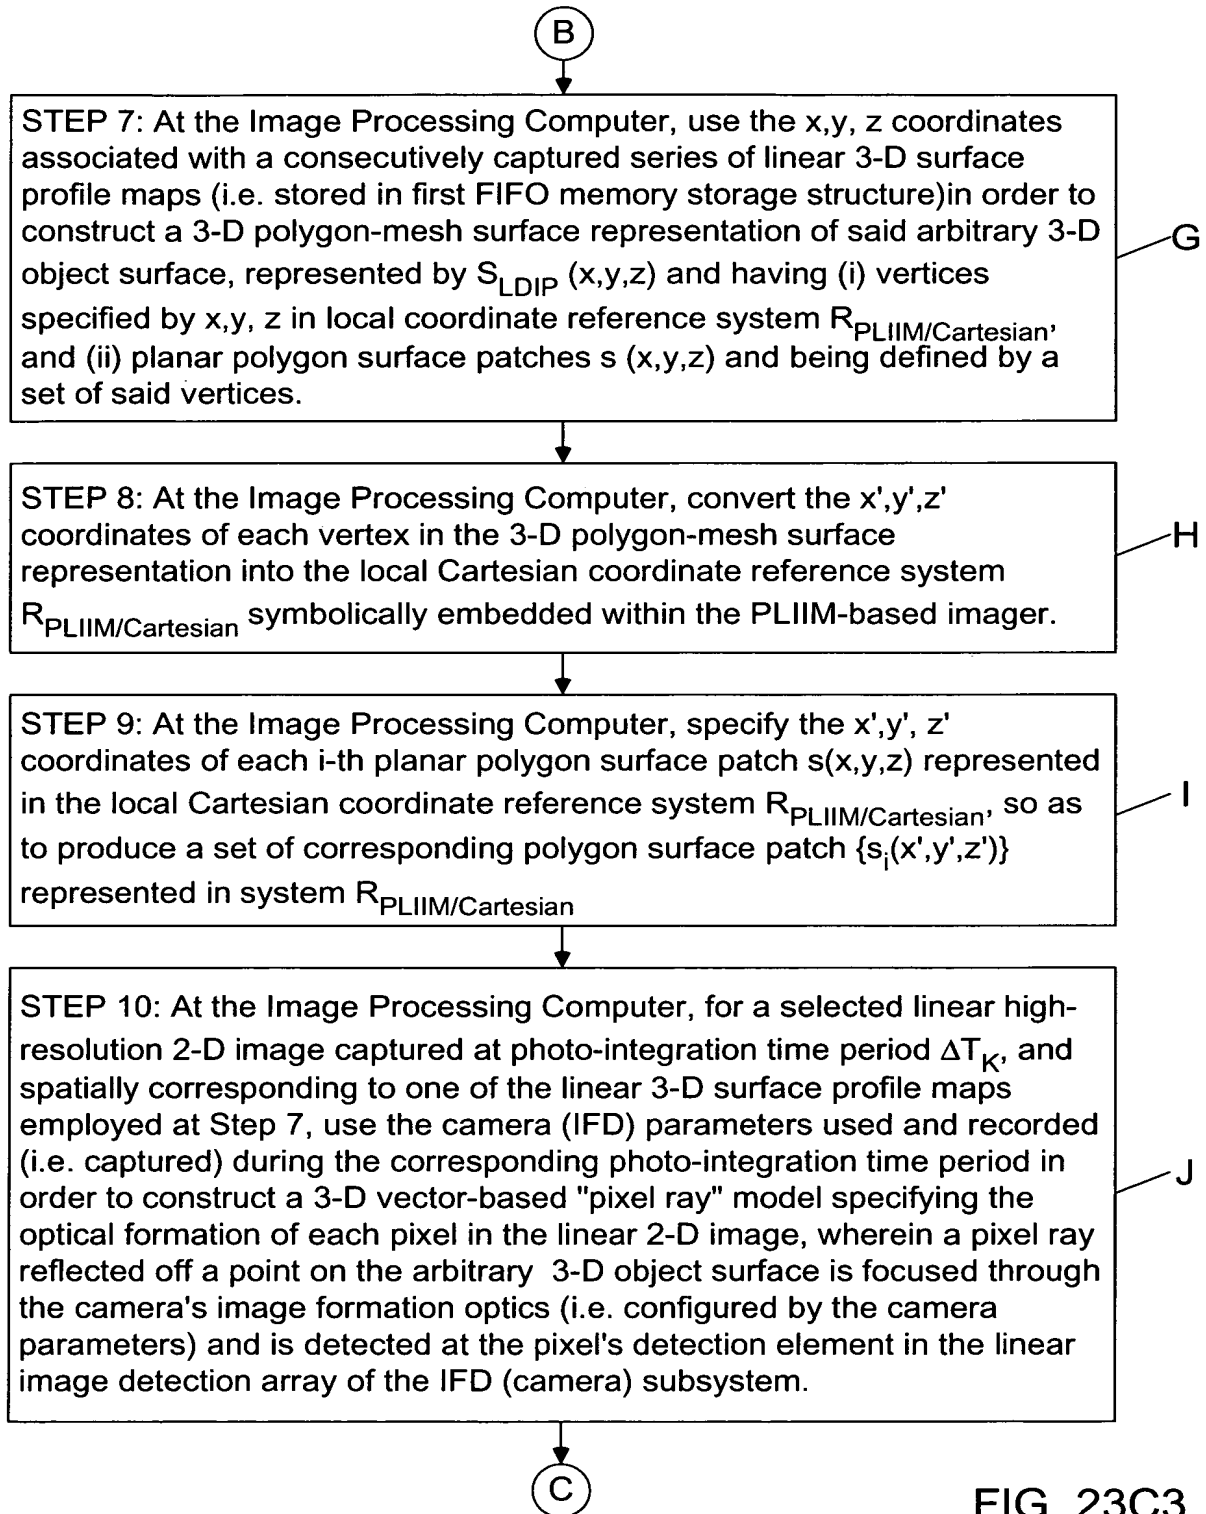 B
STEP 7: At the Image Processing Computer, use the x,y, z coordinates
associated with a consecutively captured series of linear 3-D surface
profile maps (i.e. stored in first FIFO memory storage structure)in order to
construct a 3-D polygon-mesh surface representation of said arbitrary 3-D
object surface, represented by S_LDIP (x,y,z) and having (i) vertices
specified by x,y, z in local coordinate reference system R_PLIIM/Cartesian,
and (ii) planar polygon surface patches s (x,y,z) and being defined by a
set of said vertices.
G
STEP 8: At the Image Processing Computer, convert the x',y',z'
coordinates of each vertex in the 3-D polygon-mesh surface
representation into the local Cartesian coordinate reference system
R_PLIIM/Cartesian symbolically embedded within the PLIIM-based imager.
H
STEP 9: At the Image Processing Computer, specify the x',y', z'
coordinates of each i-th planar polygon surface patch s(x,y,z) represented
in the local Cartesian coordinate reference system R_PLIIM/Cartesian, so as
to produce a set of corresponding polygon surface patch {s_i(x',y',z')}
represented in system R_PLIIM/Cartesian
I
STEP 10: At the Image Processing Computer, for a selected linear high-
resolution 2-D image captured at photo-integration time period ΔT_K, and
spatially corresponding to one of the linear 3-D surface profile maps
employed at Step 7, use the camera (IFD) parameters used and recorded
(i.e. captured) during the corresponding photo-integration time period in
order to construct a 3-D vector-based "pixel ray" model specifying the
optical formation of each pixel in the linear 2-D image, wherein a pixel ray
reflected off a point on the arbitrary 3-D object surface is focused through
the camera's image formation optics (i.e. configured by the camera
parameters) and is detected at the pixel's detection element in the linear
image detection array of the IFD (camera) subsystem.
J
C
FIG. 23C3